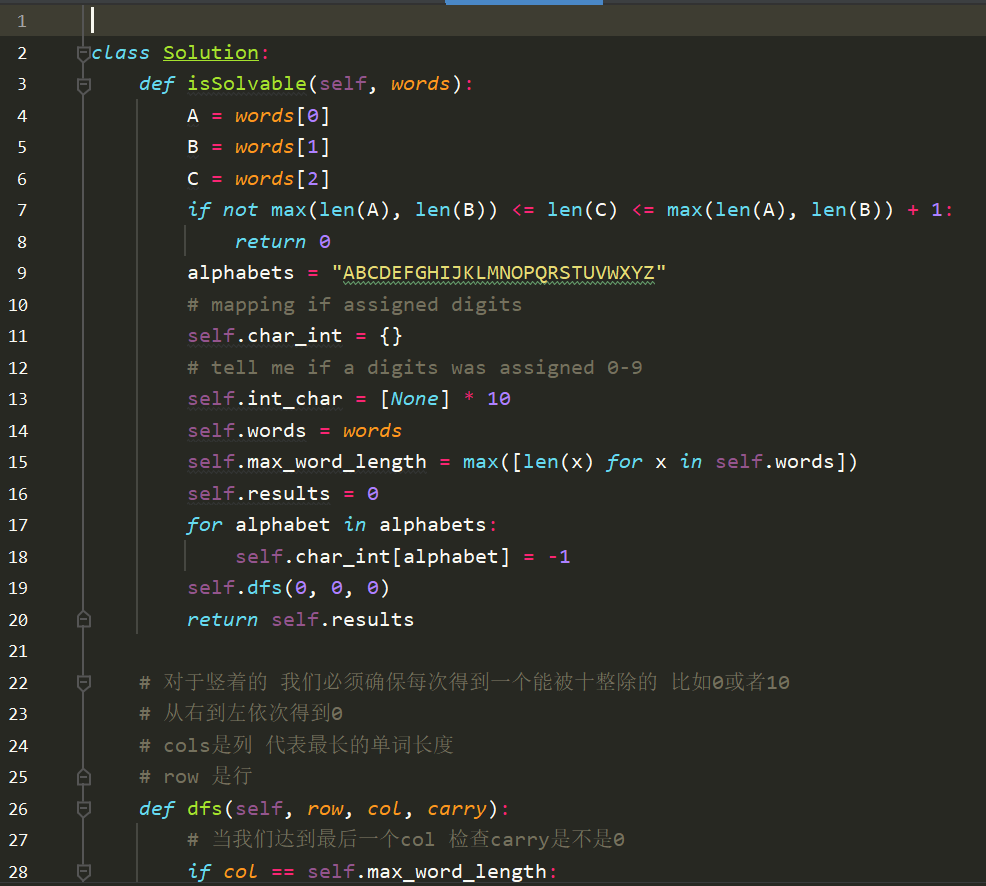 1
2 class Solution:
3     def isSolvable(self, words):
4         A = words[0]
5         B = words[1]
6         C = words[2]
7         if not max(len(A), len(B)) <= len(C) <= max(len(A), len(B)) + 1:
8             return 0
9         alphabets = "ABCDEFGHIJKLMNOPQRSTUVWXYZ"
10         # mapping if assigned digits
11         self.char_int = {}
12         # tell me if a digits was assigned 0-9
13         self.int_char = [None] * 10
14         self.words = words
15         self.max_word_length = max([len(x) for x in self.words])
16         self.results = 0
17         for alphabet in alphabets:
18             self.char_int[alphabet] = -1
19         self.dfs(0, 0, 0)
20         return self.results
21
22     # 对于竖着的 我们必须确保每次得到一个能被十整除的 比如0或者10
23     # 从右到左依次得到0
24     # cols是列 代表最长的单词长度
25     # row 是行
26     def dfs(self, row, col, carry):
27         # 当我们达到最后一个col 检查carry是不是0
28         if col == self.max_word_length: